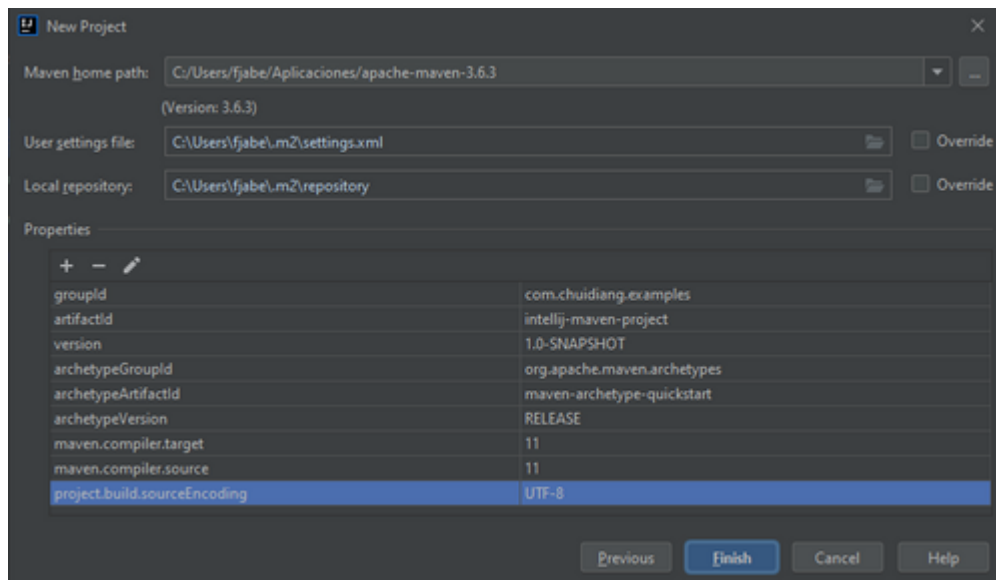 New Project
Maven home path: C:/Users/fjabe/Aplicaciones/apache-maven-3.6.3 ...
(Version: 3.6.3)
User settings file: C:\Users\fjabe\.m2\settings.xml Override
Local repository: C:\Users\fjabe\.m2\repository Override
Properties
groupId com.chuidiang.examples
artifactId intellij-maven-project
version 1.0-SNAPSHOT
archetypeGroupId org.apache.maven.archetypes
archetypeArtifactId maven-archetype-quickstart
archetypeVersion RELEASE
maven.compiler.target 11
maven.compiler.source 11
project.build.sourceEncoding UTF-8
Previous Finish Cancel Help